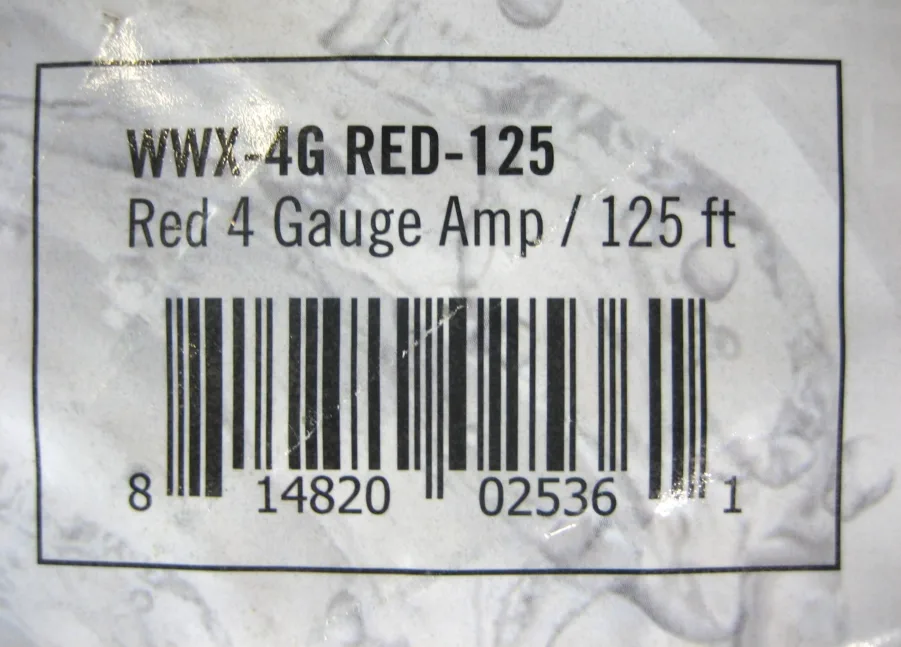 WWX-4G RED-125
Red 4 Gauge Amp / 125 ft
8 14820 02536 1